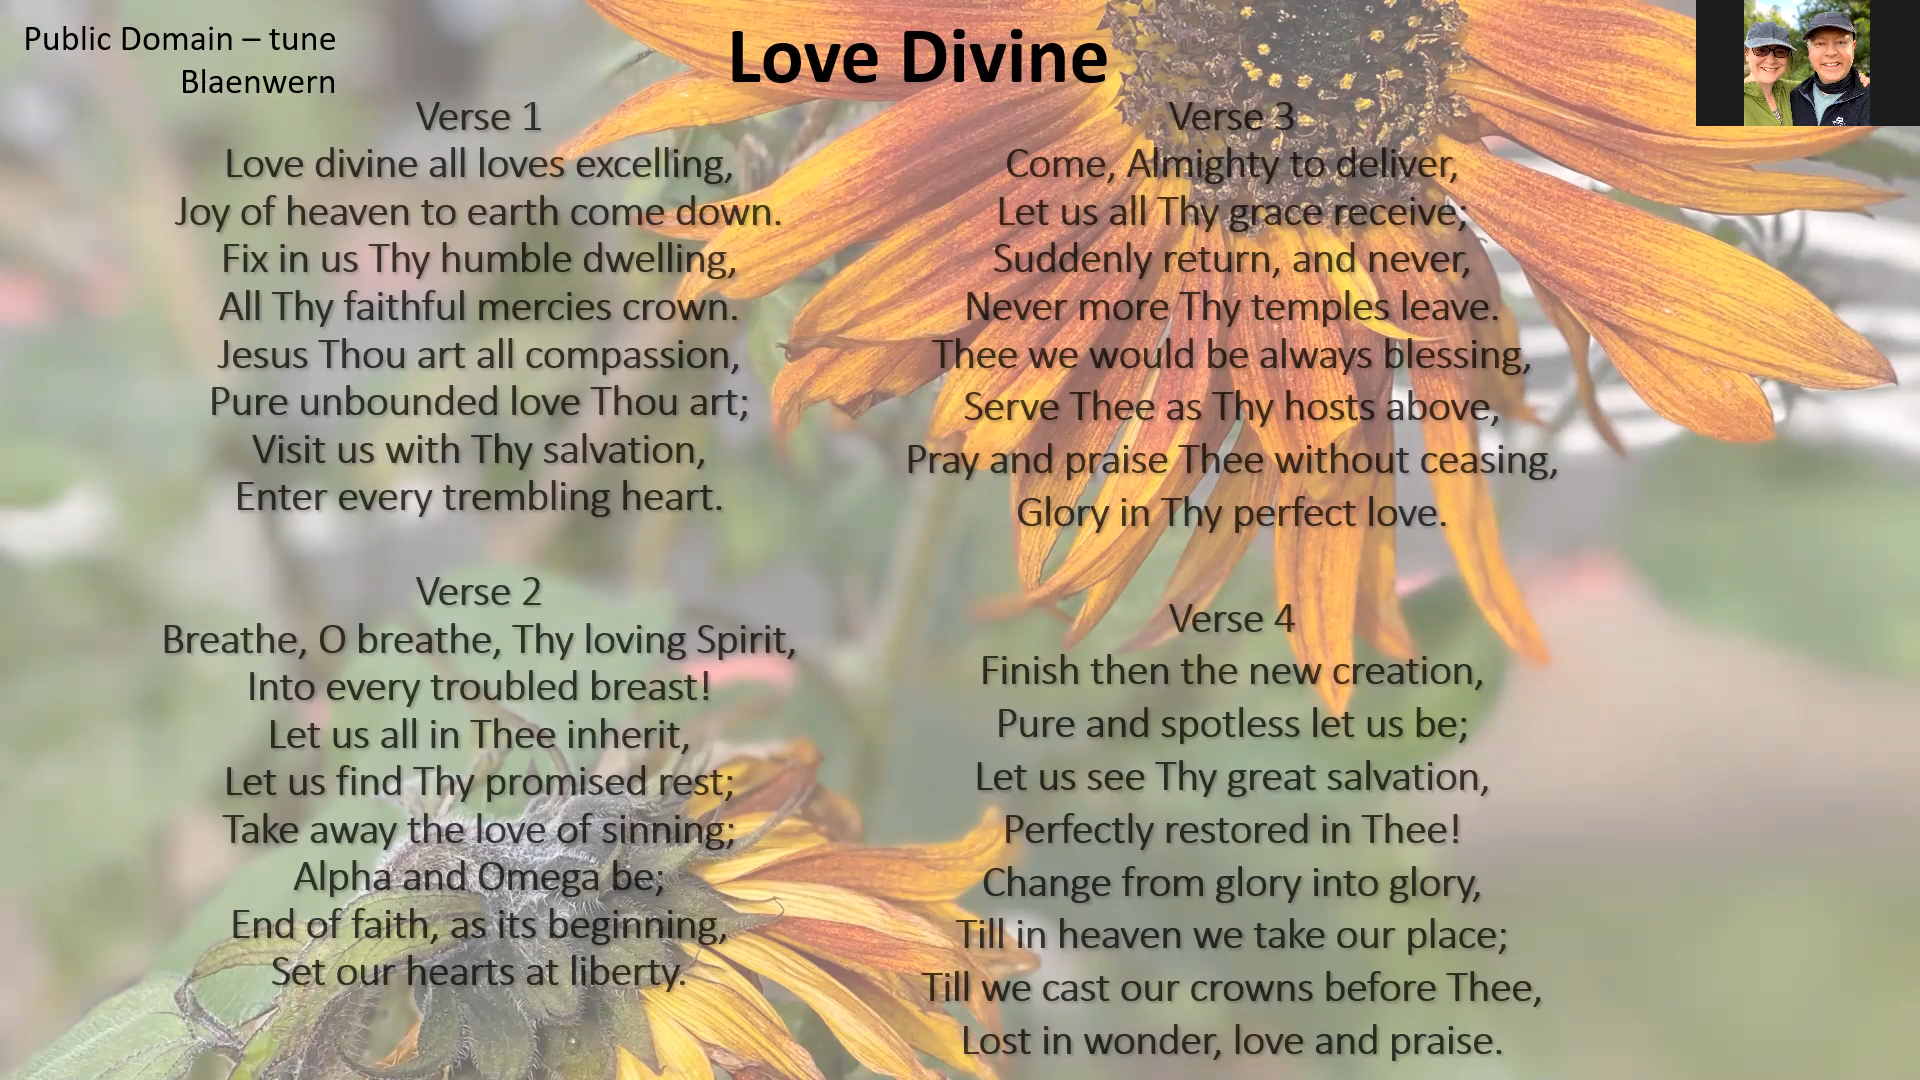 Public Domain – tune
Blaenwern
Love Divine
Verse 1
Love divine all loves excelling,
Joy of heaven to earth come down.
Fix in us Thy humble dwelling,
All Thy faithful mercies crown.
Jesus Thou art all compassion,
Pure unbounded love Thou art;
Visit us with Thy salvation,
Enter every trembling heart.
Verse 2
Breathe, O breathe, Thy loving Spirit,
Into every troubled breast!
Let us all in Thee inherit,
Let us find Thy promised rest;
Take away the love of sinning;
Alpha and Omega be;
End of faith, as its beginning,
Set our hearts at liberty.
Verse 3
Come, Almighty to deliver,
Let us all Thy grace receive;
Suddenly return, and never,
Never more Thy temples leave.
Thee we would be always blessing,
Serve Thee as Thy hosts above,
Pray and praise Thee without ceasing,
Glory in Thy perfect love.
Verse 4
Finish then the new creation,
Pure and spotless let us be;
Let us see Thy great salvation,
Perfectly restored in Thee!
Change from glory into glory,
Till in heaven we take our place;
Till we cast our crowns before Thee,
Lost in wonder, love and praise.